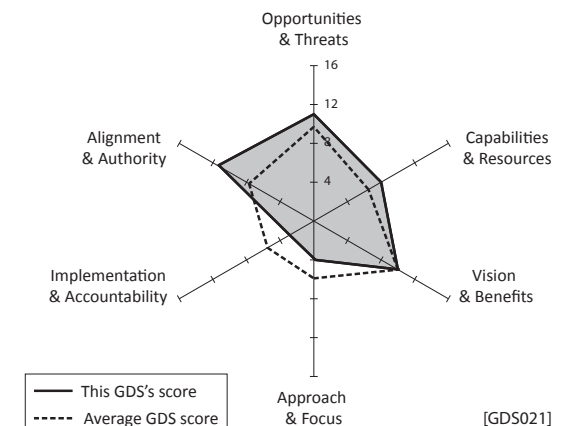 Opportunities
& Threats
16
12
8
4
Alignment
& Authority
Capabilities
& Resources
Implementation
& Accountability
Vision
& Benefits
Approach
& Focus
This GDS's score
Average GDS score
[GDS021]